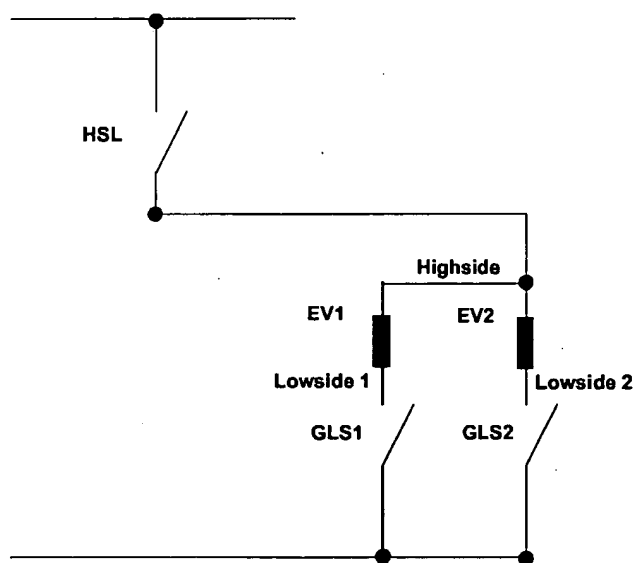 HSL
Highside
EV1
EV2
Lowside 1
Lowside 2
GLS1
GLS2